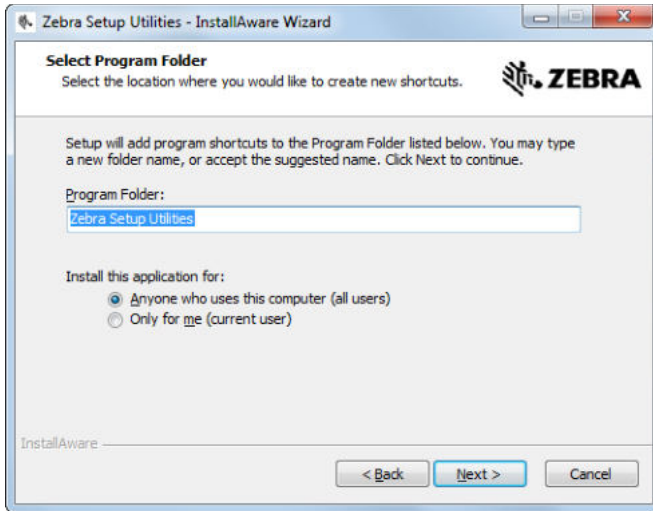 Zebra Setup Utilities - InstallAware Wizard
Select Program Folder
Select the location where you would like to create new shortcuts.
ZEBRA
Setup will add program shortcuts to the Program Folder listed below. You may type
a new folder name, or accept the suggested name. Click Next to continue.
Program Folder:
Zebra Setup Utilities
Install this application for:
Anyone who uses this computer (all users)
Only for me (current user)
InstallAware
< Back
Next >
Cancel